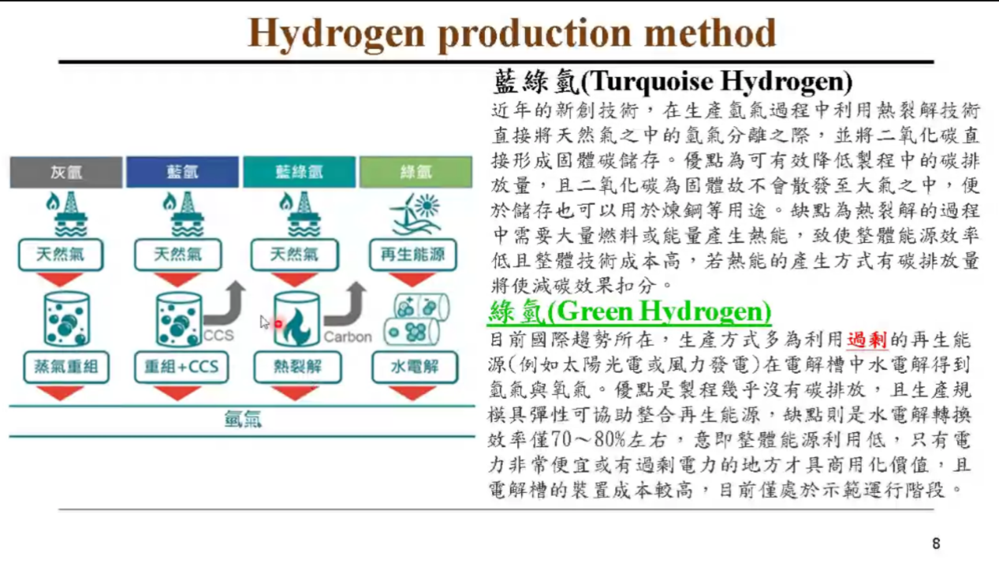 Hydrogen production method
灰氫
藍氫
藍綠氫
綠氫
天然氣
天然氣
天然氣
再生能源
CCS
Carbon
蒸氣重組
重組+CCS
熱裂解
水電解
氫氣
藍綠氫(Turquoise Hydrogen)
近年的新創技術，在生產氫氣過程中利用熱裂解技術
直接將天然氣之中的氫氣分離之際，並將二氧化碳直
接形成固體碳儲存。優點為可有效降低製程中的碳排
放量，且二氧化碳為固體故不會散發至大氣之中，便
於儲存也可以用於煉鋼等用途。缺點為熱裂解的過程
中需要大量燃料或能量產生熱能，致使整體能源效率
低且整體技術成本高，若熱能的產生方式有碳排放量
將使減碳效果扣分。
綠氫(Green Hydrogen)
目前國際趨勢所在，生產方式多為利用過剩的再生能
源(例如太陽光電或風力發電)在電解槽中水電解得到
氫氣與氧氣。優點是製程幾乎沒有碳排放，且生產規
模具彈性可協助整合再生能源，缺點則是水電解轉換
效率僅70～80%左右，意即整體能源利用低，只有電
力非常便宜或有過剩電力的地方才具商用化價值，且
電解槽的裝置成本較高，目前僅處於示範運行階段。
8